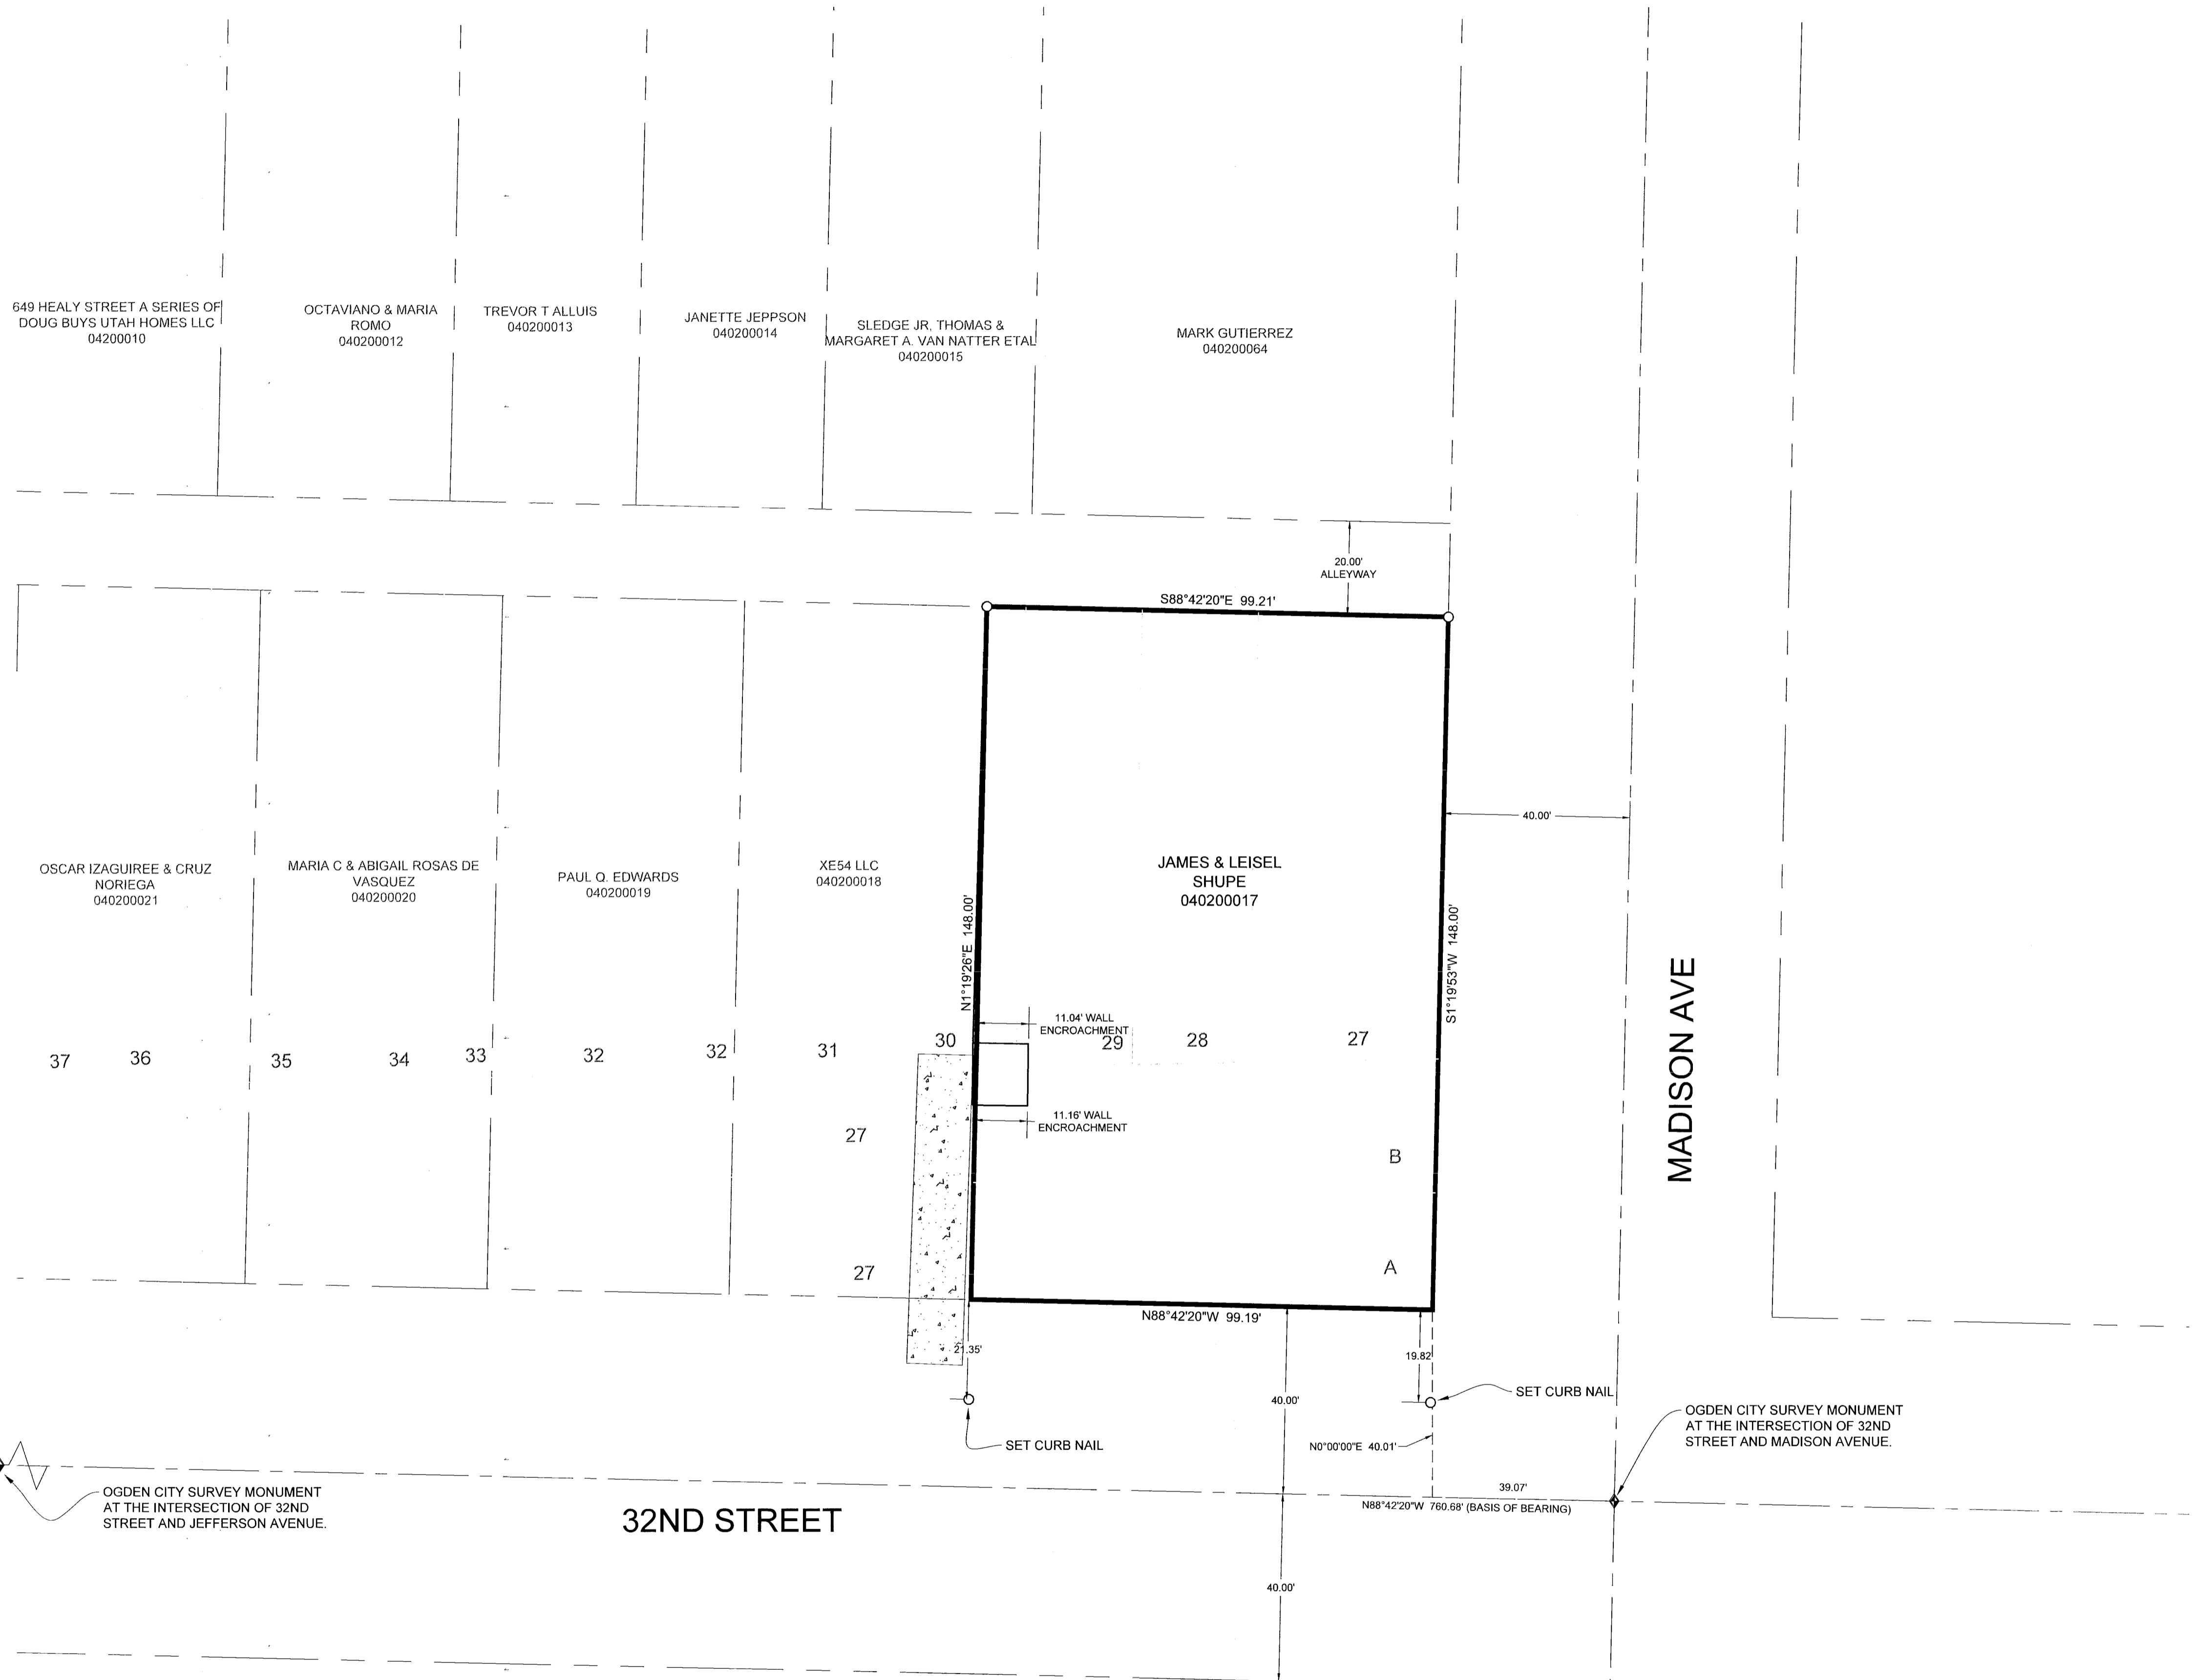 649 HEALY STREET A SERIES OF
DOUG BUYS UTAH HOMES LLC
04200010
OCTAVIANO & MARIA
ROMO
040200012
TREVOR T ALLUIS
040200013
JANETTE JEPPSON
040200014
SLEDGE JR, THOMAS &
MARGARET A. VAN NATTER ETAL
040200015
MARK GUTIERREZ
040200064
20.00'
ALLEYWAY
S88°42'20"E 99.21'
40.00'
OSCAR IZAGUIREE & CRUZ
NORIEGA
040200021
MARIA C & ABIGAIL ROSAS DE
VASQUEZ
040200020
PAUL Q. EDWARDS
040200019
XE54 LLC
040200018
JAMES & LEISEL
SHUPE
040200017
N1°19'26"E 148.00'
S1°19'53"W 148.00'
MADISON AVE
11.04' WALL
ENCROACHMENT
37
36
35
34
33
32
32
31
30
29
28
27
11.16' WALL
ENCROACHMENT
27
B
27
A
N88°42'20"W 99.19'
21.35'
19.82'
40.00'
SET CURB NAIL
SET CURB NAIL
N0°00'00"E 40.01'
OGDEN CITY SURVEY MONUMENT
AT THE INTERSECTION OF 32ND
STREET AND MADISON AVENUE.
OGDEN CITY SURVEY MONUMENT
AT THE INTERSECTION OF 32ND
STREET AND JEFFERSON AVENUE.
39.07'
N88°42'20"W 760.68' (BASIS OF BEARING)
32ND STREET
40.00'